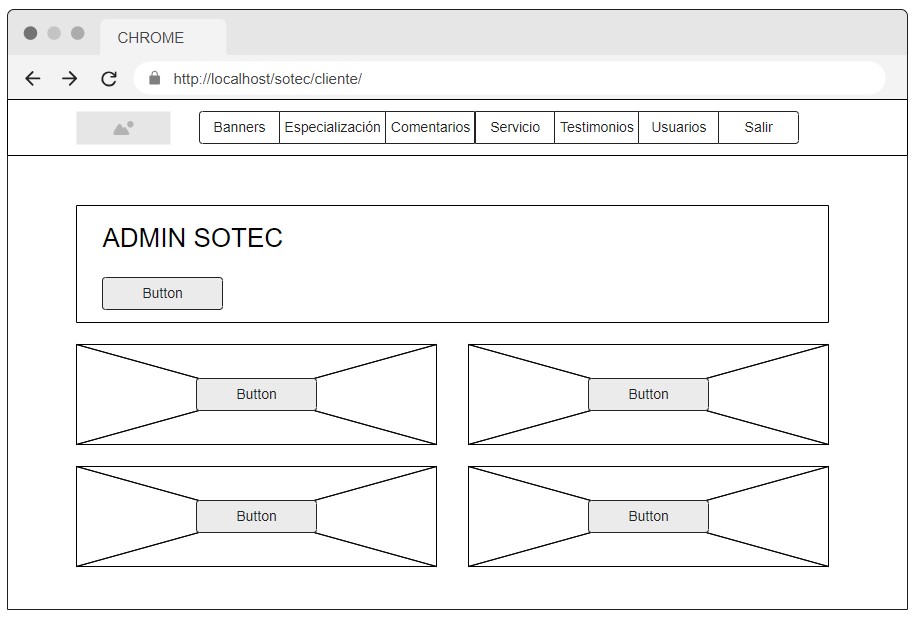 CHROME
http://localhost/sotec/cliente/
Banners Especialización Comentarios Servicio Testimonios Usuarios Salir
ADMIN SOTEC
Button
Button Button
Button Button